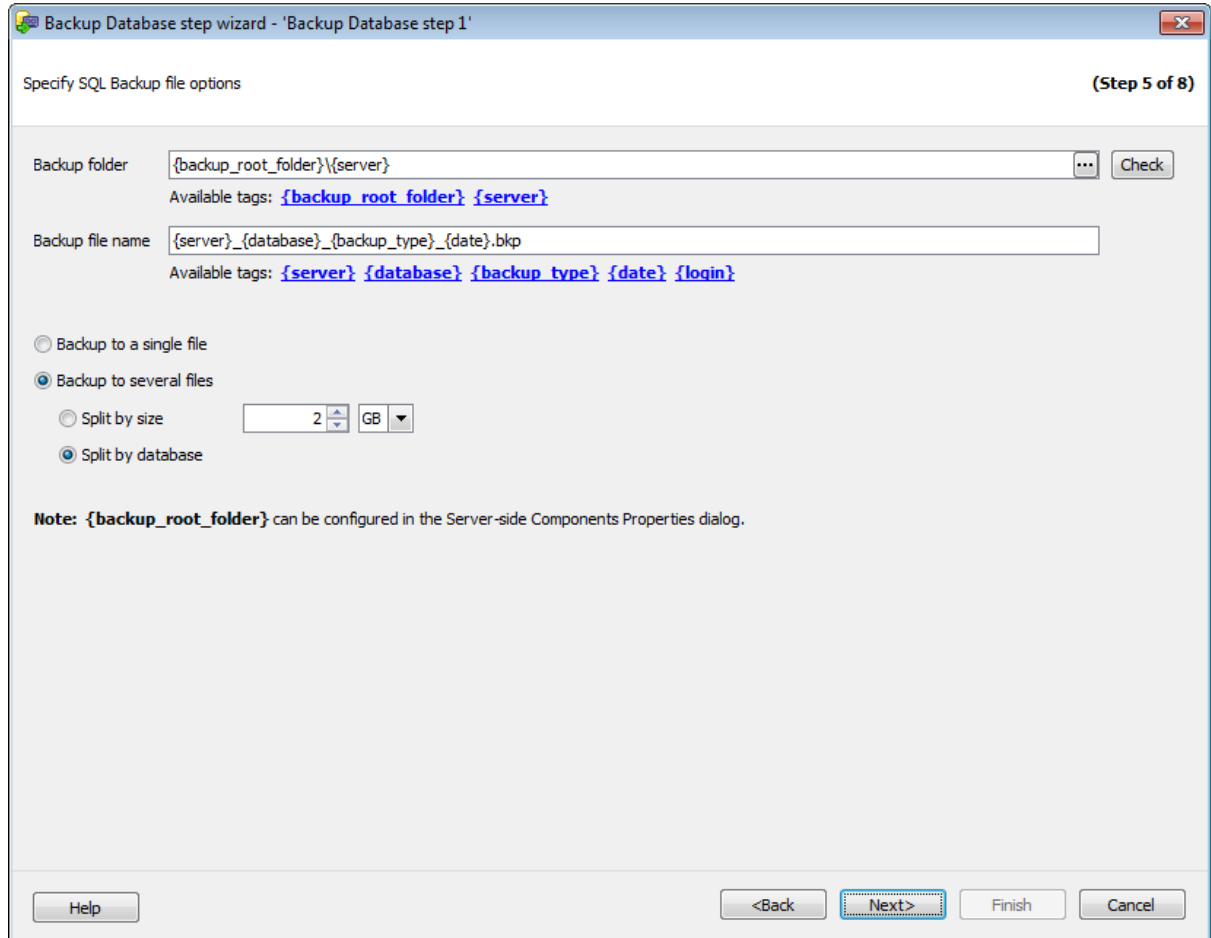 Backup Database step wizard - 'Backup Database step 1'
Specify SQL Backup file options
(Step 5 of 8)
Backup folder {backup_root_folder}\{server} ... Check
Available tags: {backup_root_folder} {server}
Backup file name {server}_{database}_{backup_type}_{date}.bkp
Available tags: {server} {database} {backup_type} {date} {login}
Backup to a single file
Backup to several files
Split by size 2 GB
Split by database
Note: {backup_root_folder} can be configured in the Server-side Components Properties dialog.
Help <Back Next> Finish Cancel